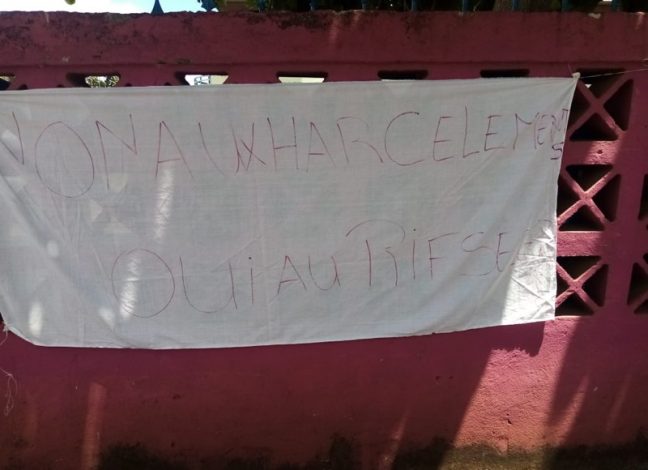 NON AUX HARCELEMENTS
OUi AU RIFSEEP